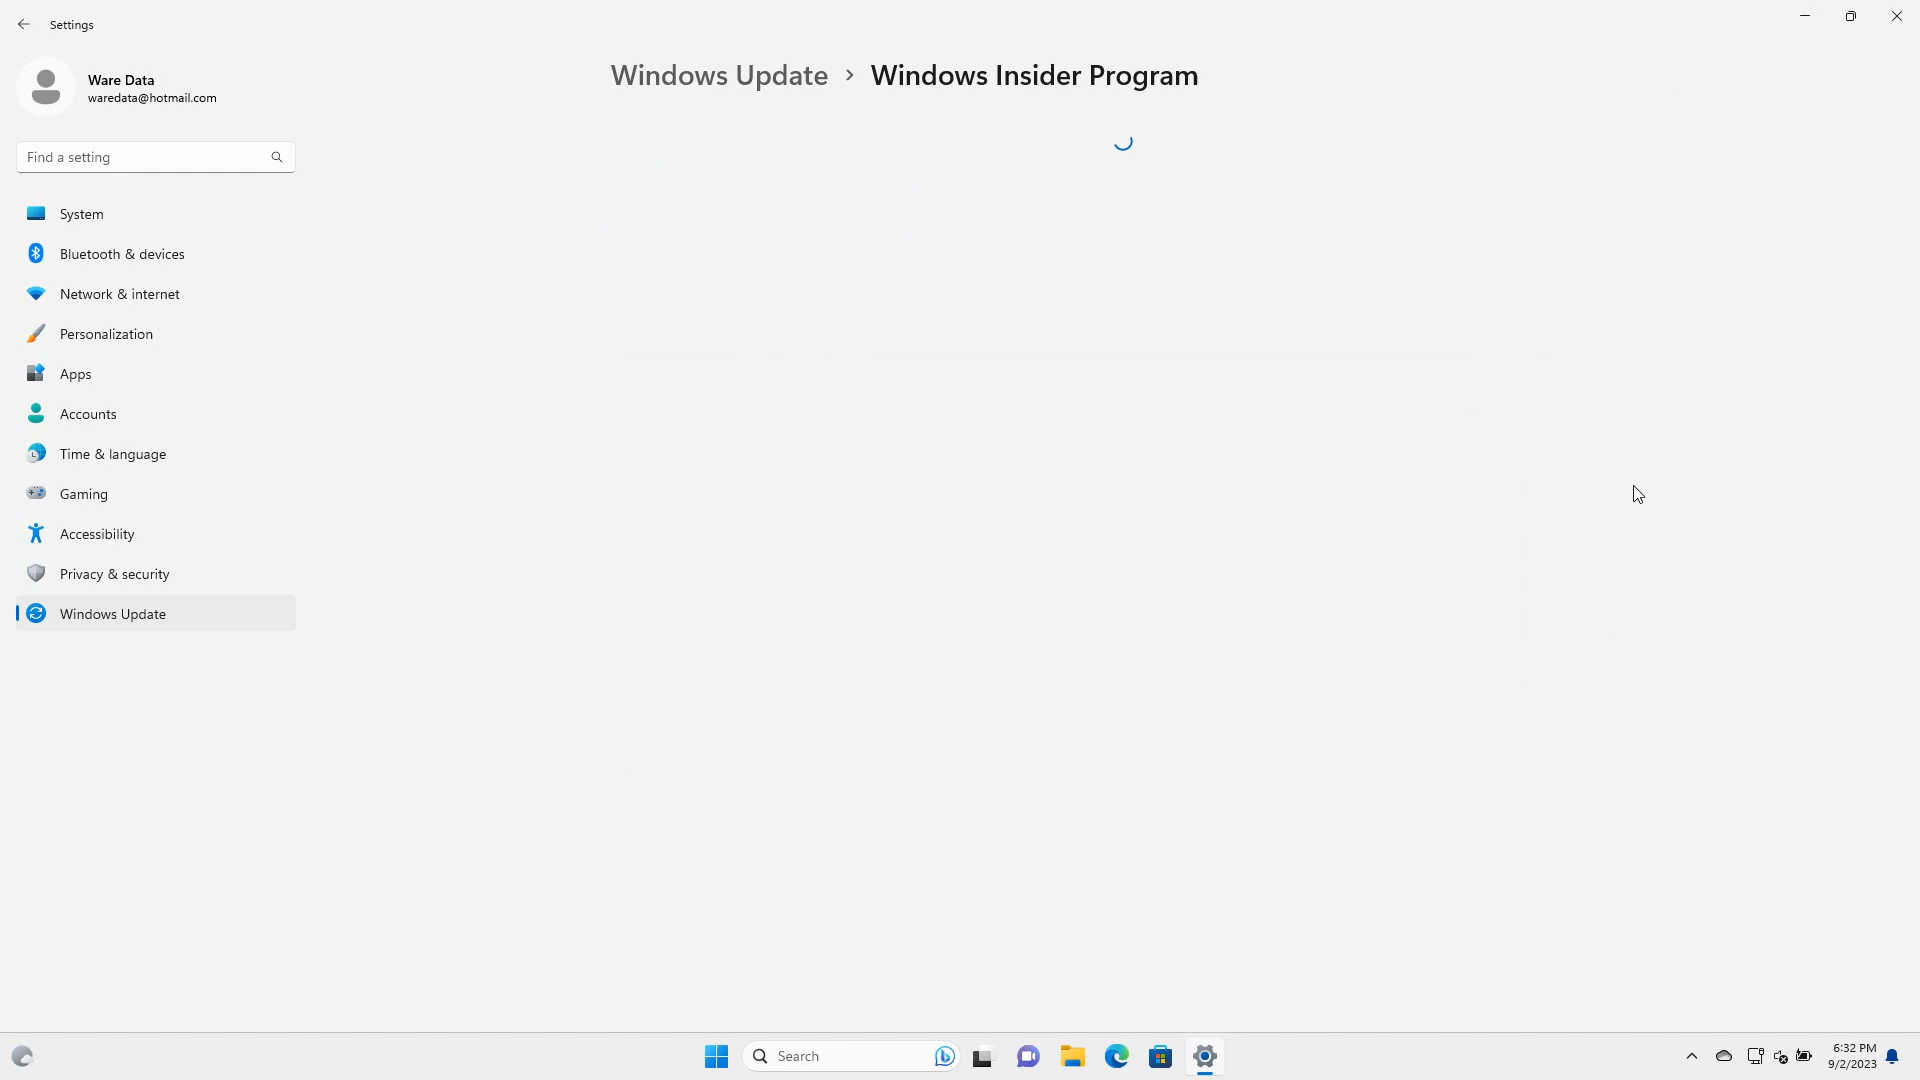 Settings
Ware Data
waredata@hotmail.com
Find a setting
System
Bluetooth & devices
Network & internet
Personalization
Apps
Accounts
Time & language
Gaming
Accessibility
Privacy & security
Windows Update
Windows Update > Windows Insider Program
Search
6:32 PM
9/2/2023